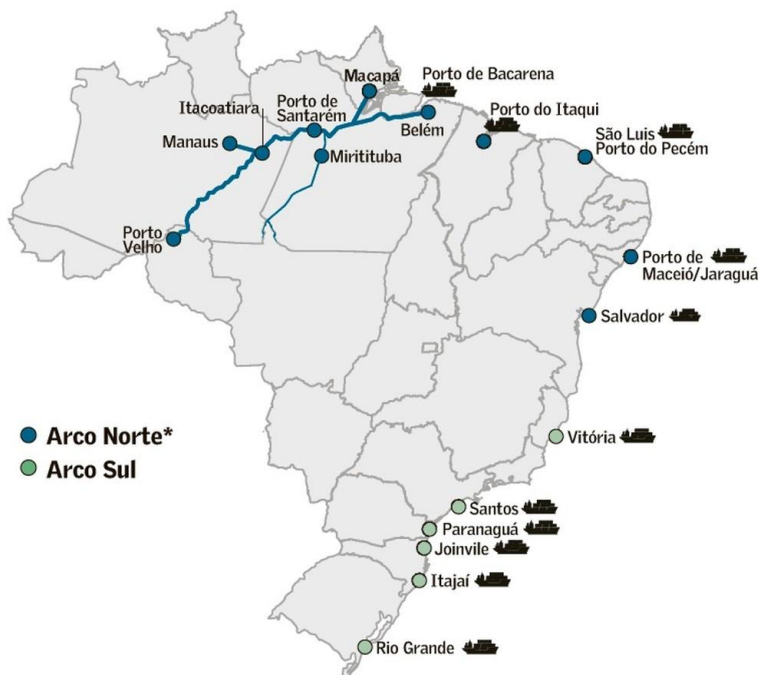 Macapá
Porto de Bacarena
Itacoatiara
Porto de
Santarém
Porto do Itaqui
Manaus
Belém
São Luis
Porto do Pecém
Miritituba
Porto
Velho
Porto de
Maceió/Jaraguá
Salvador
Arco Norte*
Arco Sul
Vitória
Santos
Paranaguá
Joinvile
Itajaí
Rio Grande